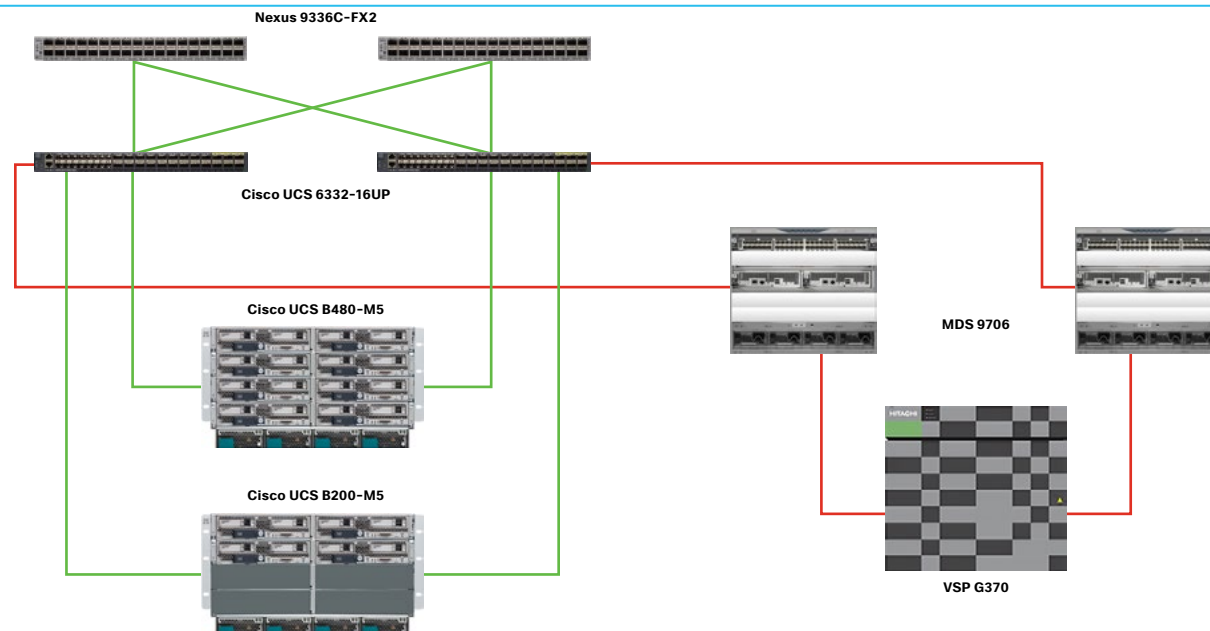 Nexus 9336C-FX2
Cisco UCS 6332-16UP
Cisco UCS B480-M5
MDS 9706
HITACHI
Cisco UCS B200-M5
VSP G370